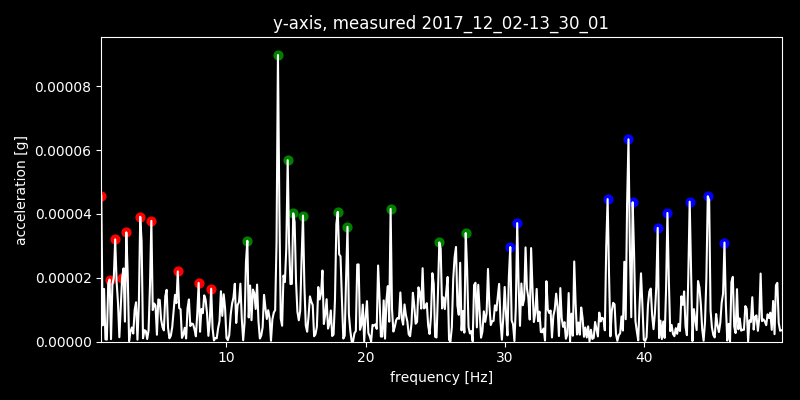 y-axis, measured 2017_12_02-13_30_01
acceleration [g]
0.00008
0.00006
0.00004
0.00002
0.00000
10 20 30 40
frequency [Hz]